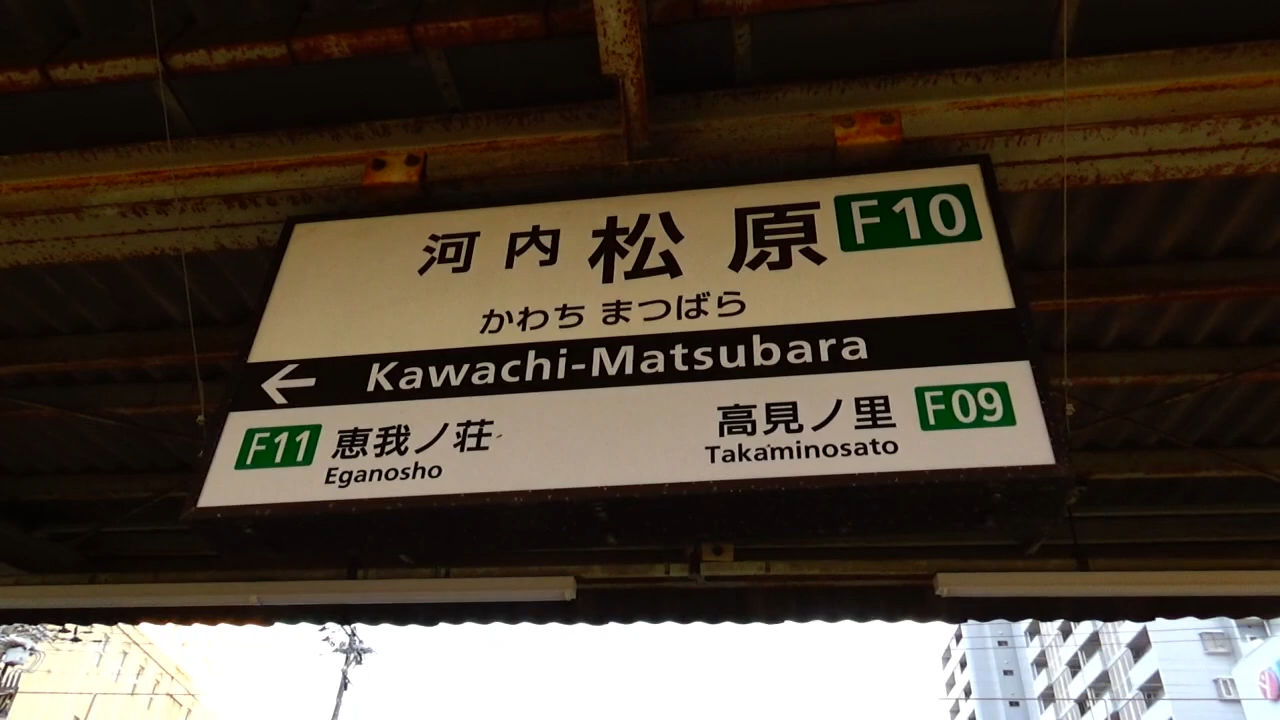 河内松原 F10
かわち まつばら
← Kawachi-Matsubara
F11 恵我ノ荘 高見ノ里 F09
Eganosho Takaminosato